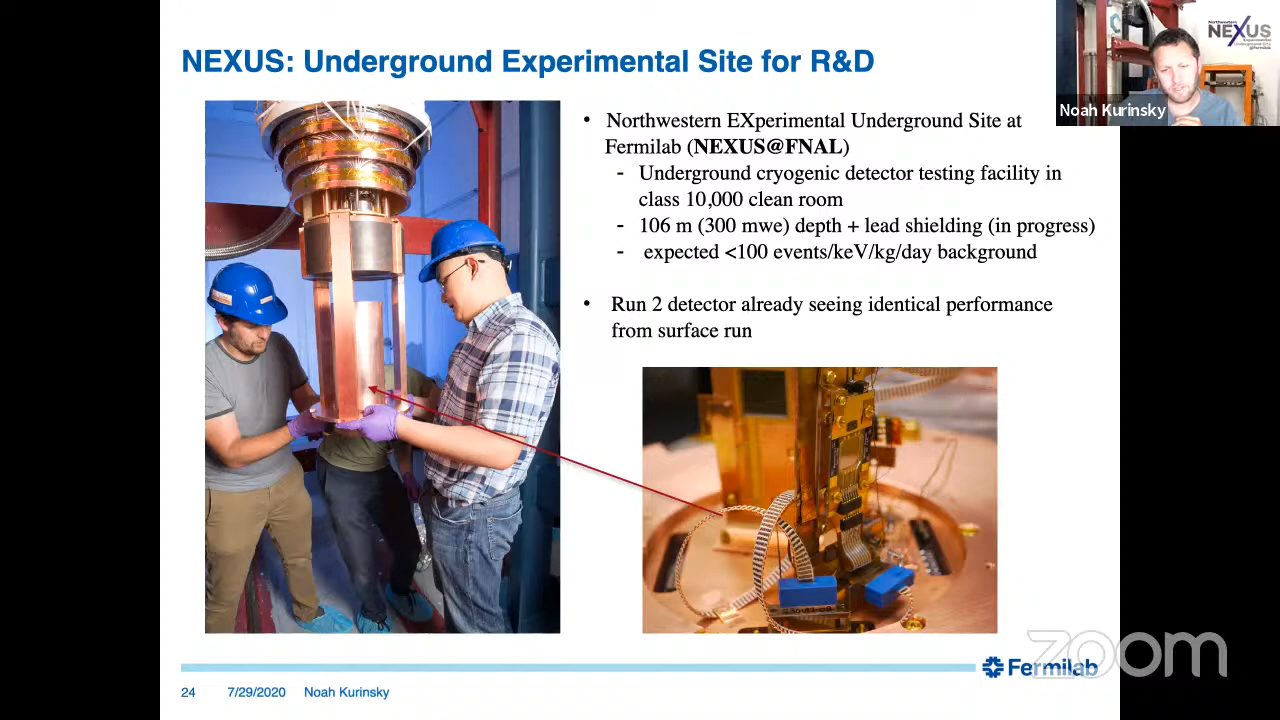 NEXUS: Underground Experimental Site for R&D
Northwestern
NEXUS
Noah Kurinsky
• Northwestern EXperimental Underground Site at
Fermilab (NEXUS@FNAL)
- Underground cryogenic detector testing facility in
class 10,000 clean room
- 106 m (300 mwe) depth + lead shielding (in progress)
- expected <100 events/keV/kg/day background
• Run 2 detector already seeing identical performance
from surface run
Fermilab
zoom
24 7/29/2020 Noah Kurinsky